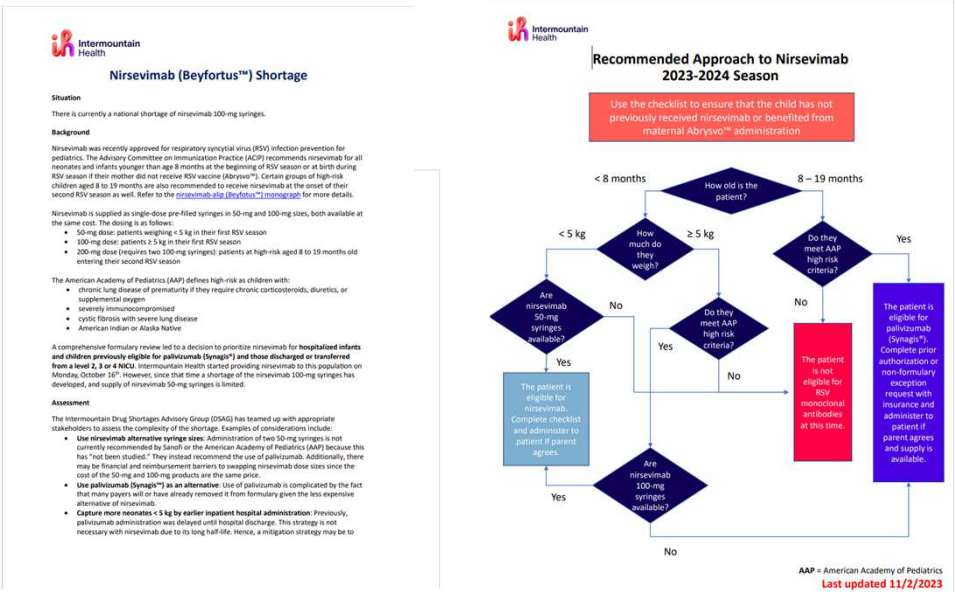 Intermountain
Health
Nirsevimab (Beyfortus™) Shortage
Situation
There is currently a national shortage of nirsevimab 100-mg syringes.
Background
Nirsevimab was recently approved for respiratory syncytial virus (RSV) infection prevention for
pediatrics. The Advisory Committee on Immunization Practice (ACIP) recommends nirsevimab for all
neonates and infants younger than age 8 months at the beginning of RSV season or at birth during
RSV season if their mother did not receive RSV vaccine (Abrysvo™). Certain groups of high-risk
children aged 8 to 19 months are also recommended to receive nirsevimab at the onset of their
second RSV season as well. Refer to the nirsevimab-alip (Beyfotus™) monograph for more details.
Nirsevimab is supplied as single-dose pre-filled syringes in 50-mg and 100-mg sizes, both available at
the same cost. The dosing is as follows:
• 50-mg dose: patients weighing < 5 kg in their first RSV season
• 100-mg dose: patients ≥ 5 kg in their first RSV season
• 200-mg dose (requires two 100-mg syringes): patients at high-risk aged 8 to 19 months old
entering their second RSV season
The American Academy of Pediatrics (AAP) defines high-risk as children with:
• chronic lung disease of prematurity if they require chronic corticosteroids, diuretics, or
supplemental oxygen
• severely immunocompromised
• cystic fibrosis with severe lung disease
• American Indian or Alaska Native
A comprehensive formulary review led to a decision to prioritize nirsevimab for hospitalized infants
and children previously eligible for palivizumab (Synagis®) and those discharged or transferred
from a level 2, 3 or 4 NICU. Intermountain Health started providing nirsevimab to this population on
Monday, October 16th. However, since that time a shortage of the nirsevimab 100-mg syringes has
developed, and supply of nirsevimab 50-mg syringes is limited.
Assessment
The Intermountain Drug Shortages Advisory Group (DSAG) has teamed up with appropriate
stakeholders to assess the complexity of the shortage. Examples of considerations include:
• Use nirsevimab alternative syringe sizes: Administration of two 50-mg syringes is not
currently recommended by Sanofi or the American Academy of Pediatrics (AAP) because this
has "not been studied." They instead recommend the use of palivizumab. Additionally, there
may be financial and reimbursement barriers to swapping nirsevimab dose sizes since the
cost of the 50-mg and 100-mg products are the same price.
• Use palivizumab (Synagis™) as an alternative: Use of palivizumab is complicated by the fact
that many payers will or have already removed it from formulary given the less expensive
alternative of nirsevimab.
• Capture more neonates < 5 kg by earlier inpatient hospital administration: Previously,
palivizumab administration was delayed until hospital discharge. This strategy is not
necessary with nirsevimab due to its long half-life. Hence, a mitigation strategy may be to
Intermountain
Health
Recommended Approach to Nirsevimab
2023-2024 Season
Use the checklist to ensure that the child has not
previously received nirsevimab or benefited from
maternal Abrysvo™ administration
< 8 months
How old is the
patient?
8 – 19 months
< 5 kg
How
much do
they
weigh?
≥ 5 kg
Do they
meet AAP
high risk
criteria?
Yes
No
Are
nirsevimab
50-mg
syringes
available?
No
Yes
Do they
meet AAP
high risk
criteria?
Yes
No
The patient is
eligible for
nirsevimab.
Complete checklist
and administer to
patient if parent
agrees.
The patient
is not
eligible for
RSV
monoclonal
antibodies
at this time.
The patient is
eligible for
palivizumab
(Synagis®).
Complete prior
authorization or
non-formulary
exception
request with
insurance and
administer to
patient if
parent agrees
and supply is
available.
Are
nirsevimab
100-mg
syringes
available?
Yes
No
AAP = American Academy of Pediatrics
Last updated 11/2/2023